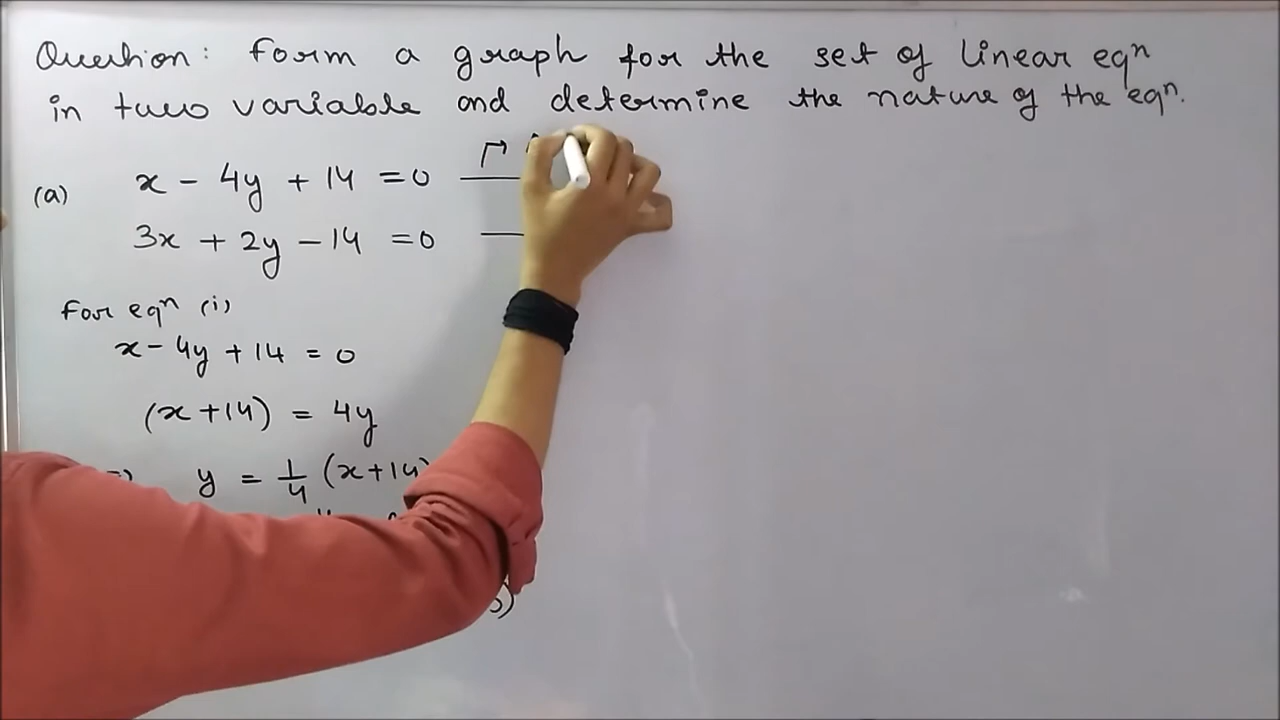 Question: Form a graph for the set of linear eqⁿ
in two variable and determine the nature of the eqⁿ.
(a) x - 4y + 14 = 0
3x + 2y - 14 = 0
For eqⁿ (i)
x - 4y + 14 = 0
(x + 14) = 4y
y = 1/4 (x + 14)